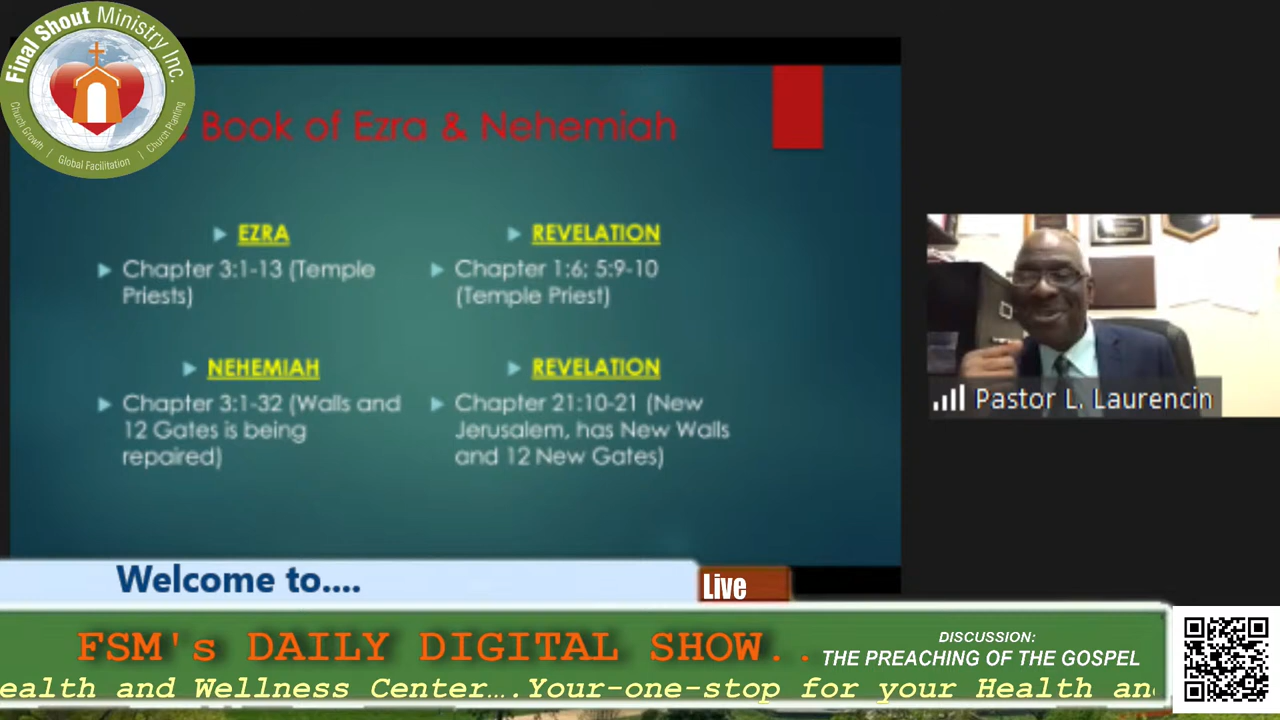 Final Shout Ministry Inc.
Church Growth | Global Facilitation | Church Planting
Book of Ezra & Nehemiah
EZRA
Chapter 3:1-13 (Temple
Priests)
REVELATION
Chapter 1:6; 5:9-10
(Temple Priest)
NEHEMIAH
Chapter 3:1-32 (Walls and
12 Gates is being
repaired)
REVELATION
Chapter 21:10-21 (New
Jerusalem, has New Walls
and 12 New Gates)
Pastor L. Laurencin
Welcome to....
Live
FSM's DAILY DIGITAL SHOW..
DISCUSSION:
THE PREACHING OF THE GOSPEL
ealth and Wellness Center….Your-one-stop for your Health an